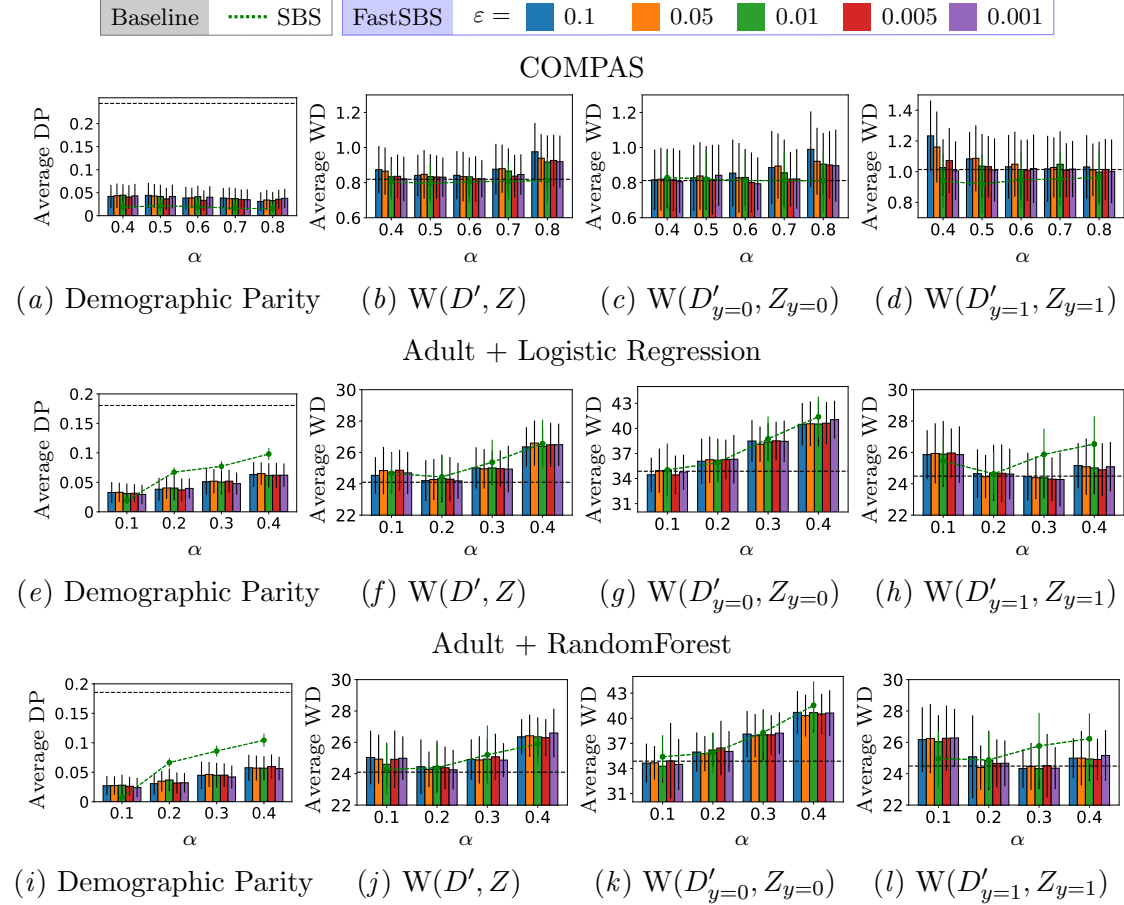 Baseline SBS FastSBS ε = 0.1 0.05 0.01 0.005 0.001
COMPAS
Average DP 0.2 0.15 0.1 0.05 0 0.4 0.5 0.6 0.7 0.8 α
Average WD 1.2 1.0 0.8 0.6 0.4 0.5 0.6 0.7 0.8 α
Average WD 1.2 1.0 0.8 0.6 0.4 0.5 0.6 0.7 0.8 α
Average WD 1.4 1.2 1.0 0.8 0.4 0.5 0.6 0.7 0.8 α
(a) Demographic Parity (b) W(D′, Z) (c) W(D′y=0, Zy=0) (d) W(D′y=1, Zy=1)
Adult + Logistic Regression
Average DP 0.2 0.15 0.1 0.05 0 0.1 0.2 0.3 0.4 α
Average WD 30 28 26 24 22 0.1 0.2 0.3 0.4 α
Average WD 43 40 37 34 31 0.1 0.2 0.3 0.4 α
Average WD 30 28 26 24 22 0.1 0.2 0.3 0.4 α
(e) Demographic Parity (f) W(D′, Z) (g) W(D′y=0, Zy=0) (h) W(D′y=1, Zy=1)
Adult + RandomForest
Average DP 0.2 0.15 0.1 0.05 0 0.1 0.2 0.3 0.4 α
Average WD 30 28 26 24 22 0.1 0.2 0.3 0.4 α
Average WD 43 40 37 34 31 0.1 0.2 0.3 0.4 α
Average WD 30 28 26 24 22 0.1 0.2 0.3 0.4 α
(i) Demographic Parity (j) W(D′, Z) (k) W(D′y=0, Zy=0) (l) W(D′y=1, Zy=1)